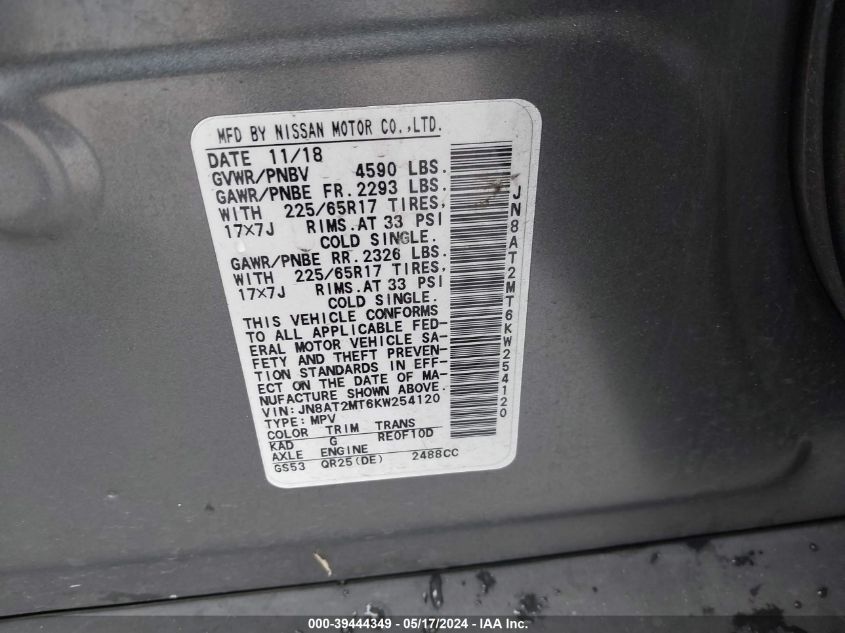 MFD BY NISSAN MOTOR CO.,LTD.
DATE 11/18
GVWR/PNBV 4590 LBS.
GAWR/PNBE FR. 2293 LBS.
WITH 225/65R17 TIRES,
17×7J RIMS.AT 33 PSI
COLD SINGLE.
GAWR/PNBE RR. 2326 LBS.
WITH 225/65R17 TIRES,
17×7J RIMS.AT 33 PSI
COLD SINGLE.
THIS VEHICLE CONFORMS
TO ALL APPLICABLE FED-
ERAL MOTOR VEHICLE SA-
FETY AND THEFT PREVEN-
TION STANDARDS IN EFF-
ECT ON THE DATE OF MA-
NUFACTURE SHOWN ABOVE.
VIN: JN8AT2MT6KW254120
TYPE: MPV
COLOR TRIM TRANS
KAD G RE0F10D
AXLE ENGINE
GS53 QR25(DE) 2488CC
JN8AT2MT6KW254120
000-39444349 / 05/17/2024 - IAA Inc.